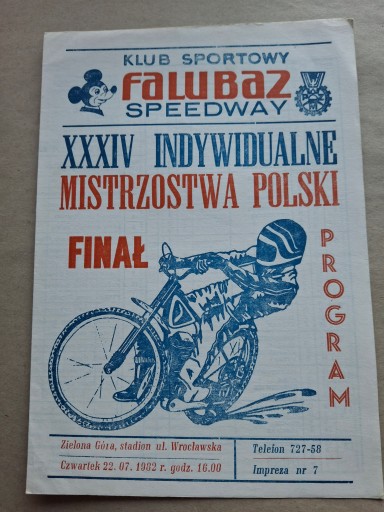 KLUB SPORTOWY
FALUBAZ
SPEEDWAY
XXXIV INDYWIDUALNE
MISTRZOSTWA POLSKI
FINAŁ
PROGRAM
Zielona Góra, stadion ul. Wrocławska
Czwartek 22.07.1982 r. godz. 16.00
Telefon 727-58
Impreza nr 7